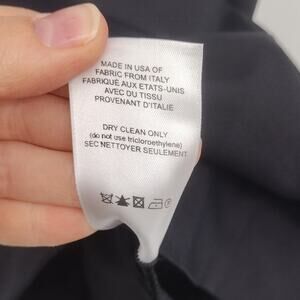 MADE IN USA OF
FABRIC FROM ITALY
FABRIQUÉ AUX ETATS-UNIS
AVEC DU TISSU
PROVENANT D'ITALIE
DRY CLEAN ONLY
(do not use tricloroethylene)
SEC NETTOYER SEULEMENT